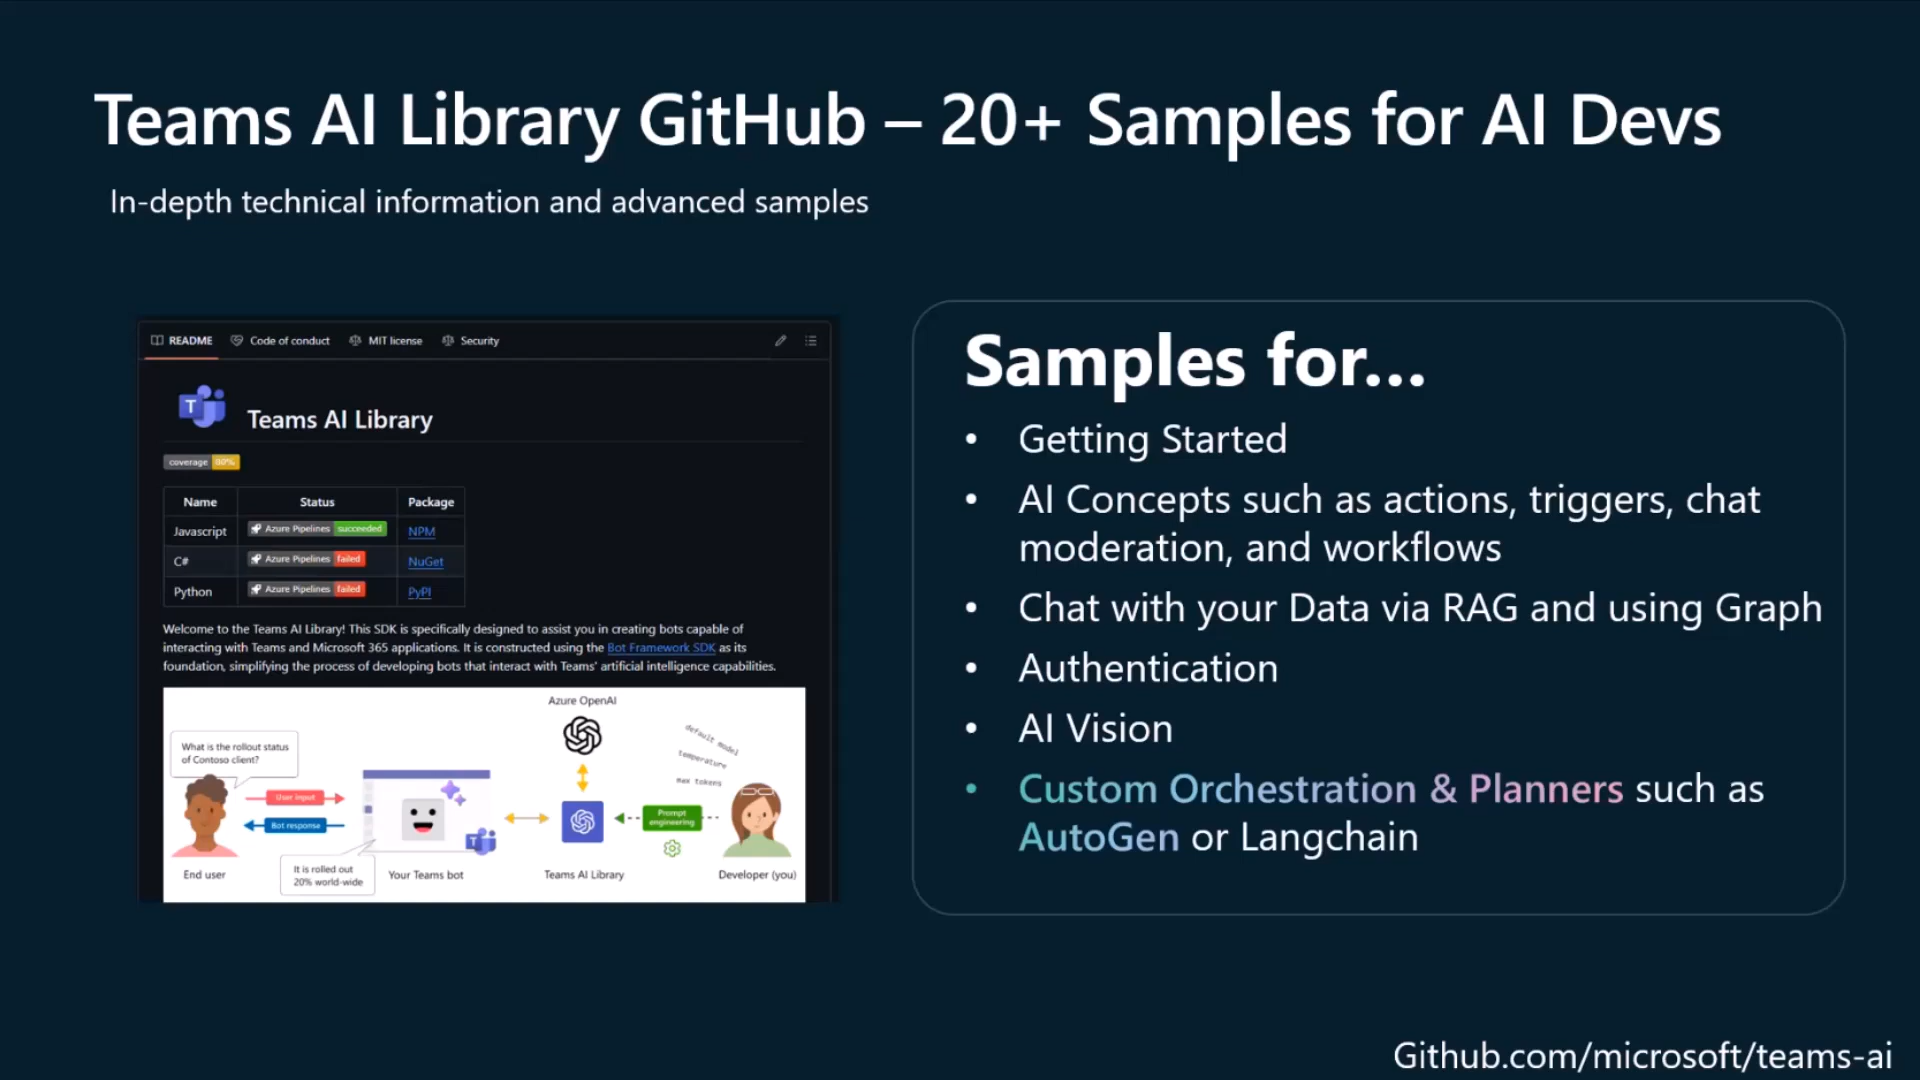 Teams AI Library GitHub – 20+ Samples for AI Devs
In-depth technical information and advanced samples
README Code of conduct MIT license Security
T
Teams AI Library
coverage 80%
Name Status Package
Javascript Azure Pipelines succeeded NPM
C# Azure Pipelines failed NuGet
Python Azure Pipelines failed PyPI
Welcome to the Teams AI Library! This SDK is specifically designed to assist you in creating bots capable of
interacting with Teams and Microsoft 365 applications. It is constructed using the Bot Framework SDK as its
foundation, simplifying the process of developing bots that interact with Teams' artificial intelligence capabilities.
Azure OpenAI
What is the rollout status
of Contoso client?
default model
temperature
max tokens
User input
Bot response
Prompt
engineering
It is rolled out
20% world-wide
End user
Your Teams bot
Teams AI Library
Developer (you)
Samples for...
• Getting Started
• AI Concepts such as actions, triggers, chat
moderation, and workflows
• Chat with your Data via RAG and using Graph
• Authentication
• AI Vision
• Custom Orchestration & Planners such as
AutoGen or Langchain
Github.com/microsoft/teams-ai